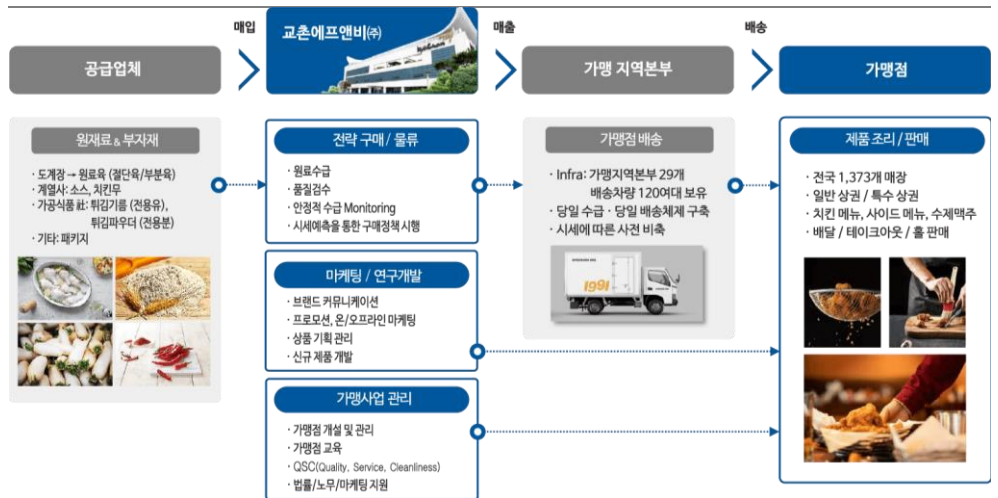 매입
교촌에프앤비㈜
매출
배송
공급업체
가맹 지역본부
가맹점
원재료 & 부자재
· 도계장 → 원료육 (절단육/부분육)
· 계열사: 소스, 치킨무
· 가공식품 社: 튀김기름 (전용유),
튀김파우더 (전용분)
· 기타: 패키지
전략 구매 / 물류
· 원료수급
· 품질검수
· 안정적 수급 Monitoring
· 시세예측을 통한 구매정책 시행
마케팅 / 연구개발
· 브랜드 커뮤니케이션
· 프로모션, 온/오프라인 마케팅
· 상품 기획 관리
· 신규 제품 개발
가맹사업 관리
· 가맹점 개설 및 관리
· 가맹점 교육
· QSC(Quality, Service, Cleanliness)
· 법률/노무/마케팅 지원
가맹점 배송
· Infra: 가맹지역본부 29개
배송차량 120여대 보유
· 당일 수급 · 당일 배송체제 구축
· 시세에 따른 사전 비축
1991
제품 조리 / 판매
· 전국 1,373개 매장
· 일반 상권 / 특수 상권
· 치킨 메뉴, 사이드 메뉴, 수제맥주
· 배달 / 테이크아웃 / 홀 판매